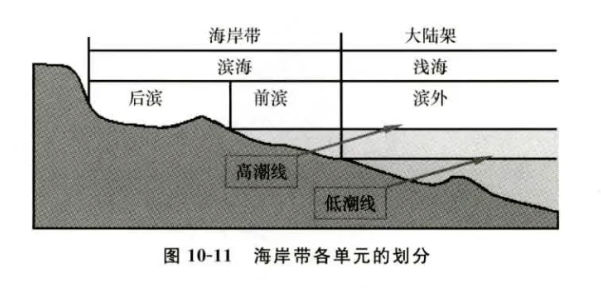 海岸带 大陆架
滨海 浅海
后滨 前滨 滨外
高潮线
低潮线
图 10-11 海岸带各单元的划分